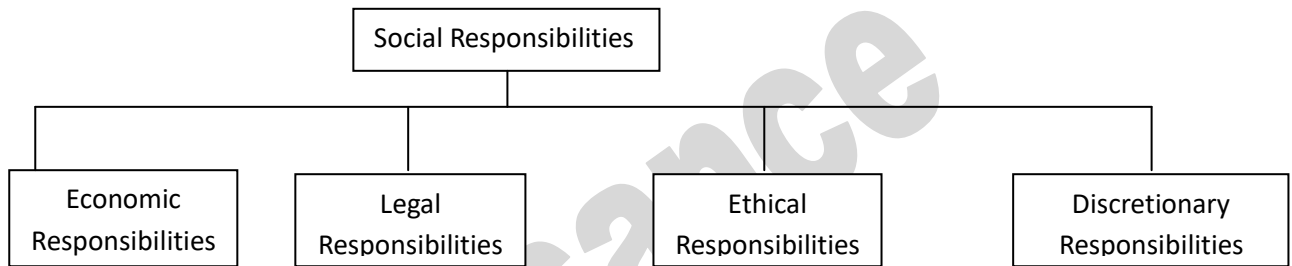 Social Responsibilities
Economic
Responsibilities
Legal
Responsibilities
Ethical
Responsibilities
Discretionary
Responsibilities